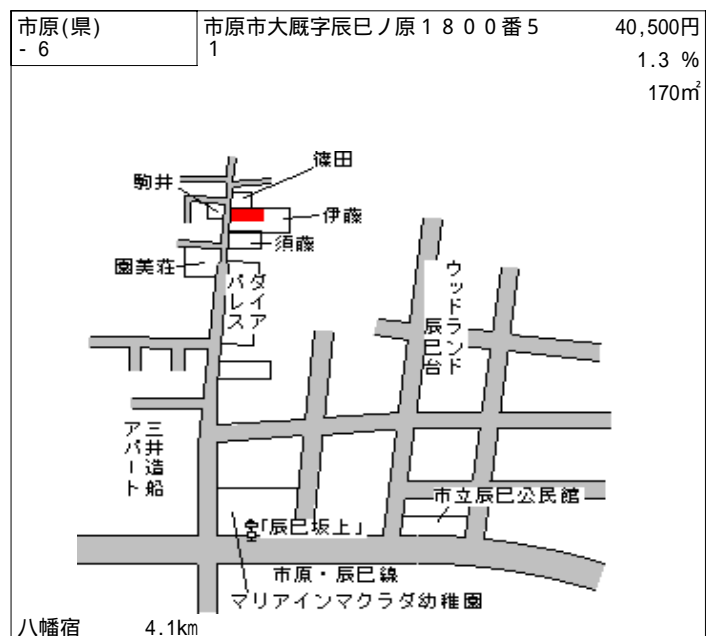 市原(県)
- 6
市原市大厩字辰巳ノ原１８００番５
1
40,500円
1.3 %
170㎡
篠田
駒井
伊藤
須藤
園美荘
ダイア
パレス
ウッドランド
辰巳台
三井造船
アパート
市立辰巳公民館
「辰巳坂上」
市原・辰巳線
マリアインマクラダ幼稚園
八幡宿 4.1km